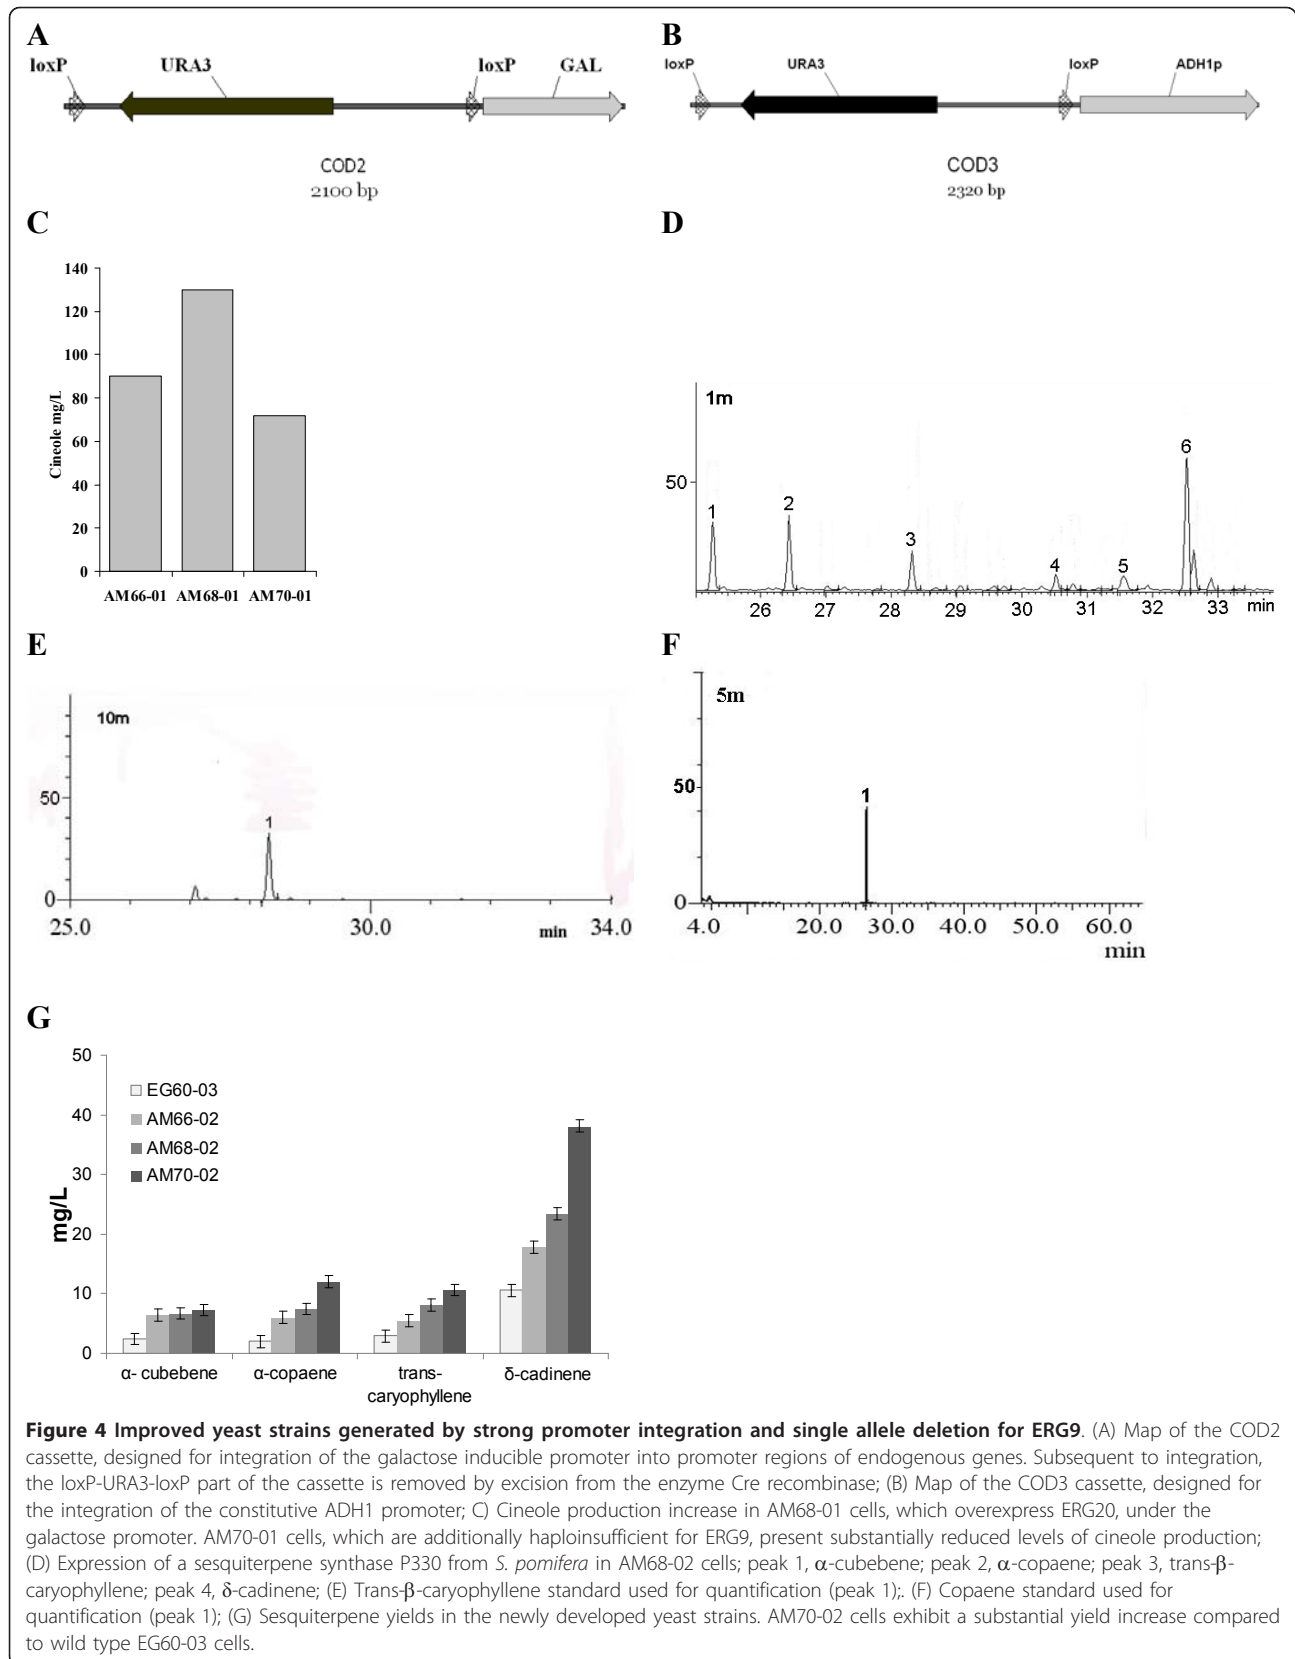 A
loxP
URA3
loxP
GAL
COD2
2100 bp
B
loxP
URA3
loxP
ADH1p
COD3
2320 bp
C
140
120
100
80
60
40
20
0
Cineole mg/L
AM66-01 AM68-01 AM70-01
D
1m
50
1
2
3
4
5
6
26 27 28 29 30 31 32 33 min
E
10m
50
0
1
25.0 30.0 min 34.0
F
5m
50
0
1
4.0 20.0 30.0 40.0 50.0 60.0
min
G
50
40
30
20
10
0
mg/L
EG60-03
AM66-02
AM68-02
AM70-02
α- cubebene
α-copaene
trans-
caryophyllene
δ-cadinene
Figure 4 Improved yeast strains generated by strong promoter integration and single allele deletion for ERG9. (A) Map of the COD2
cassette, designed for integration of the galactose inducible promoter into promoter regions of endogenous genes. Subsequent to integration,
the loxP-URA3-loxP part of the cassette is removed by excision from the enzyme Cre recombinase; (B) Map of the COD3 cassette, designed for
the integration of the constitutive ADH1 promoter; C) Cineole production increase in AM68-01 cells, which overexpress ERG20, under the
galactose promoter. AM70-01 cells, which are additionally haploinsufficient for ERG9, present substantially reduced levels of cineole production;
(D) Expression of a sesquiterpene synthase P330 from S. pomifera in AM68-02 cells; peak 1, α-cubebene; peak 2, α-copaene; peak 3, trans-β-
caryophyllene; peak 4, δ-cadinene; (E) Trans-β-caryophyllene standard used for quantification (peak 1);. (F) Copaene standard used for
quantification (peak 1); (G) Sesquiterpene yields in the newly developed yeast strains. AM70-02 cells exhibit a substantial yield increase compared
to wild type EG60-03 cells.